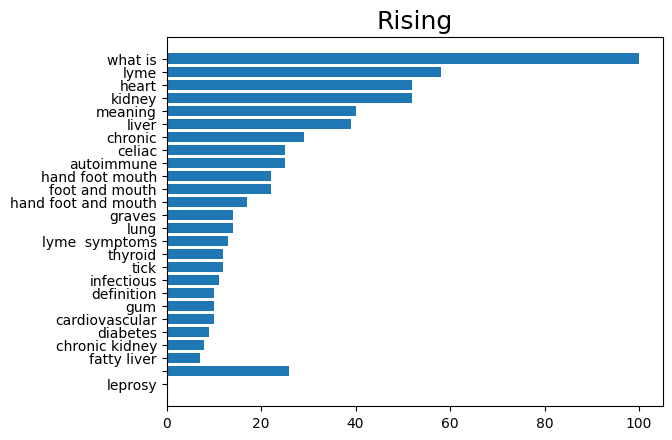 Rising
what is
lyme
heart
kidney
meaning
liver
chronic
celiac
autoimmune
hand foot mouth
foot and mouth
hand foot and mouth
graves
lung
lyme  symptoms
thyroid
tick
infectious
definition
gum
cardiovascular
diabetes
chronic kidney
fatty liver
leprosy
0 20 40 60 80 100